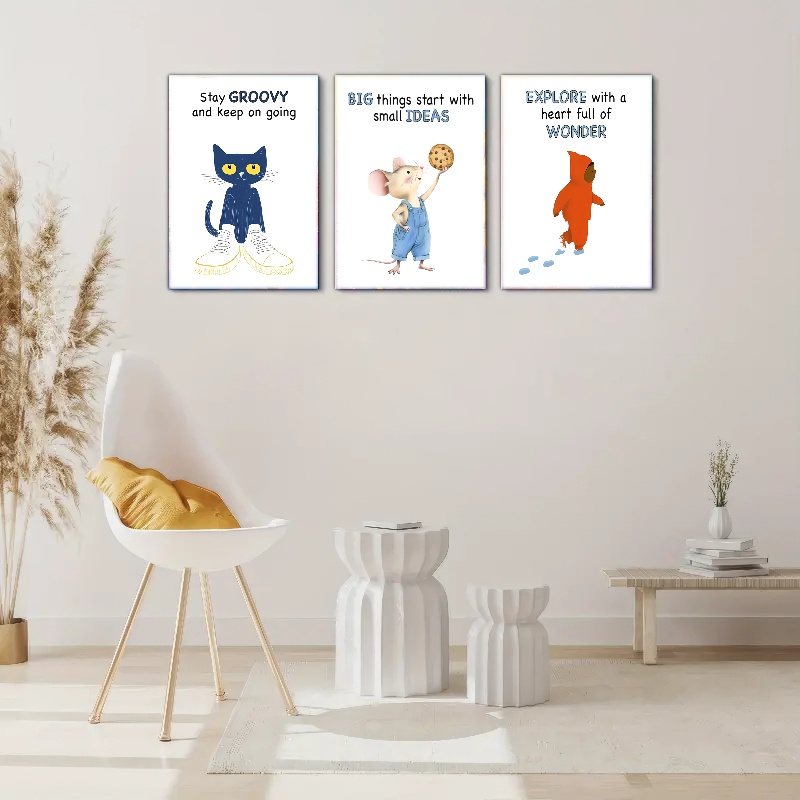 Stay GROOVY
and keep on going
BIG things start with
small IDEAS
EXPLORE with a
heart full of
WONDER